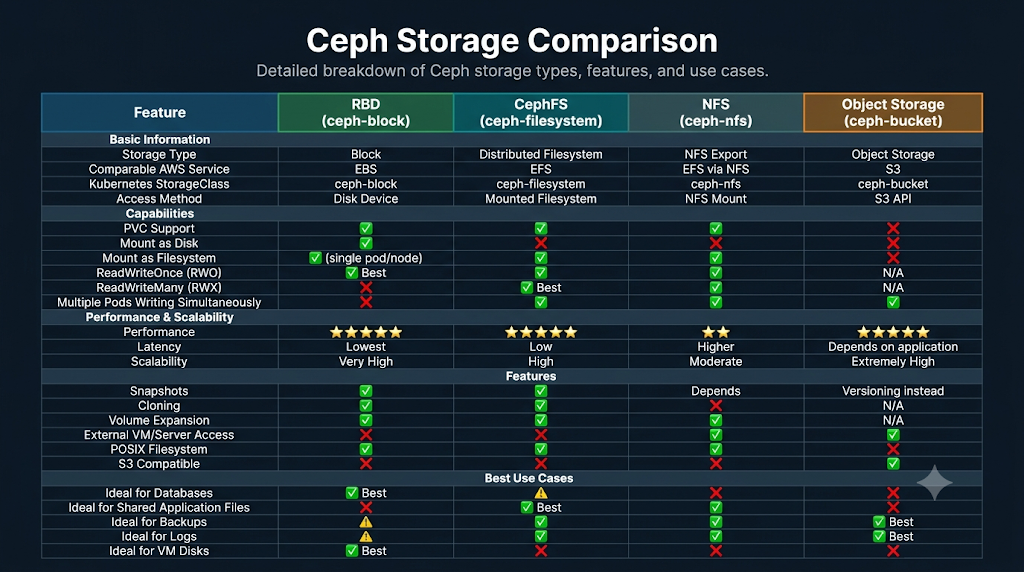 Ceph Storage Comparison
Detailed breakdown of Ceph storage types, features, and use cases.
Feature RBD (ceph-block) CephFS (ceph-filesystem) NFS (ceph-nfs) Object Storage (ceph-bucket)
Basic Information
Storage Type Block Distributed Filesystem NFS Export Object Storage
Comparable AWS Service EBS EFS EFS via NFS S3
Kubernetes StorageClass ceph-block ceph-filesystem ceph-nfs ceph-bucket
Access Method Disk Device Mounted Filesystem NFS Mount S3 API
Capabilities
PVC Support ✅ ✅ ✅ ❌
Mount as Disk ✅ ❌ ❌ ❌
Mount as Filesystem ✅ (single pod/node) ✅ ✅ ❌
ReadWriteOnce (RWO) ✅ Best ✅ ✅ N/A
ReadWriteMany (RWX) ❌ ✅ Best ✅ N/A
Multiple Pods Writing Simultaneously ❌ ✅ ✅ ✅
Performance & Scalability
Performance ⭐⭐⭐⭐⭐ ⭐⭐⭐⭐⭐ ⭐⭐ ⭐⭐⭐⭐⭐
Latency Lowest Low Higher Depends on application
Scalability Very High High Moderate Extremely High
Features
Snapshots ✅ ✅ Depends Versioning instead
Cloning ✅ ✅ ❌ N/A
Volume Expansion ✅ ✅ ✅ N/A
External VM/Server Access ❌ ❌ ✅ ✅
POSIX Filesystem ✅ ✅ ✅ ❌
S3 Compatible ❌ ❌ ❌ ✅
Best Use Cases
Ideal for Databases ✅ Best ⚠️ ❌ ❌
Ideal for Shared Application Files ❌ ✅ Best ✅ ❌
Ideal for Backups ⚠️ ✅ ✅ ✅ Best
Ideal for Logs ⚠️ ✅ ✅ ✅ Best
Ideal for VM Disks ✅ Best ❌ ❌ ❌